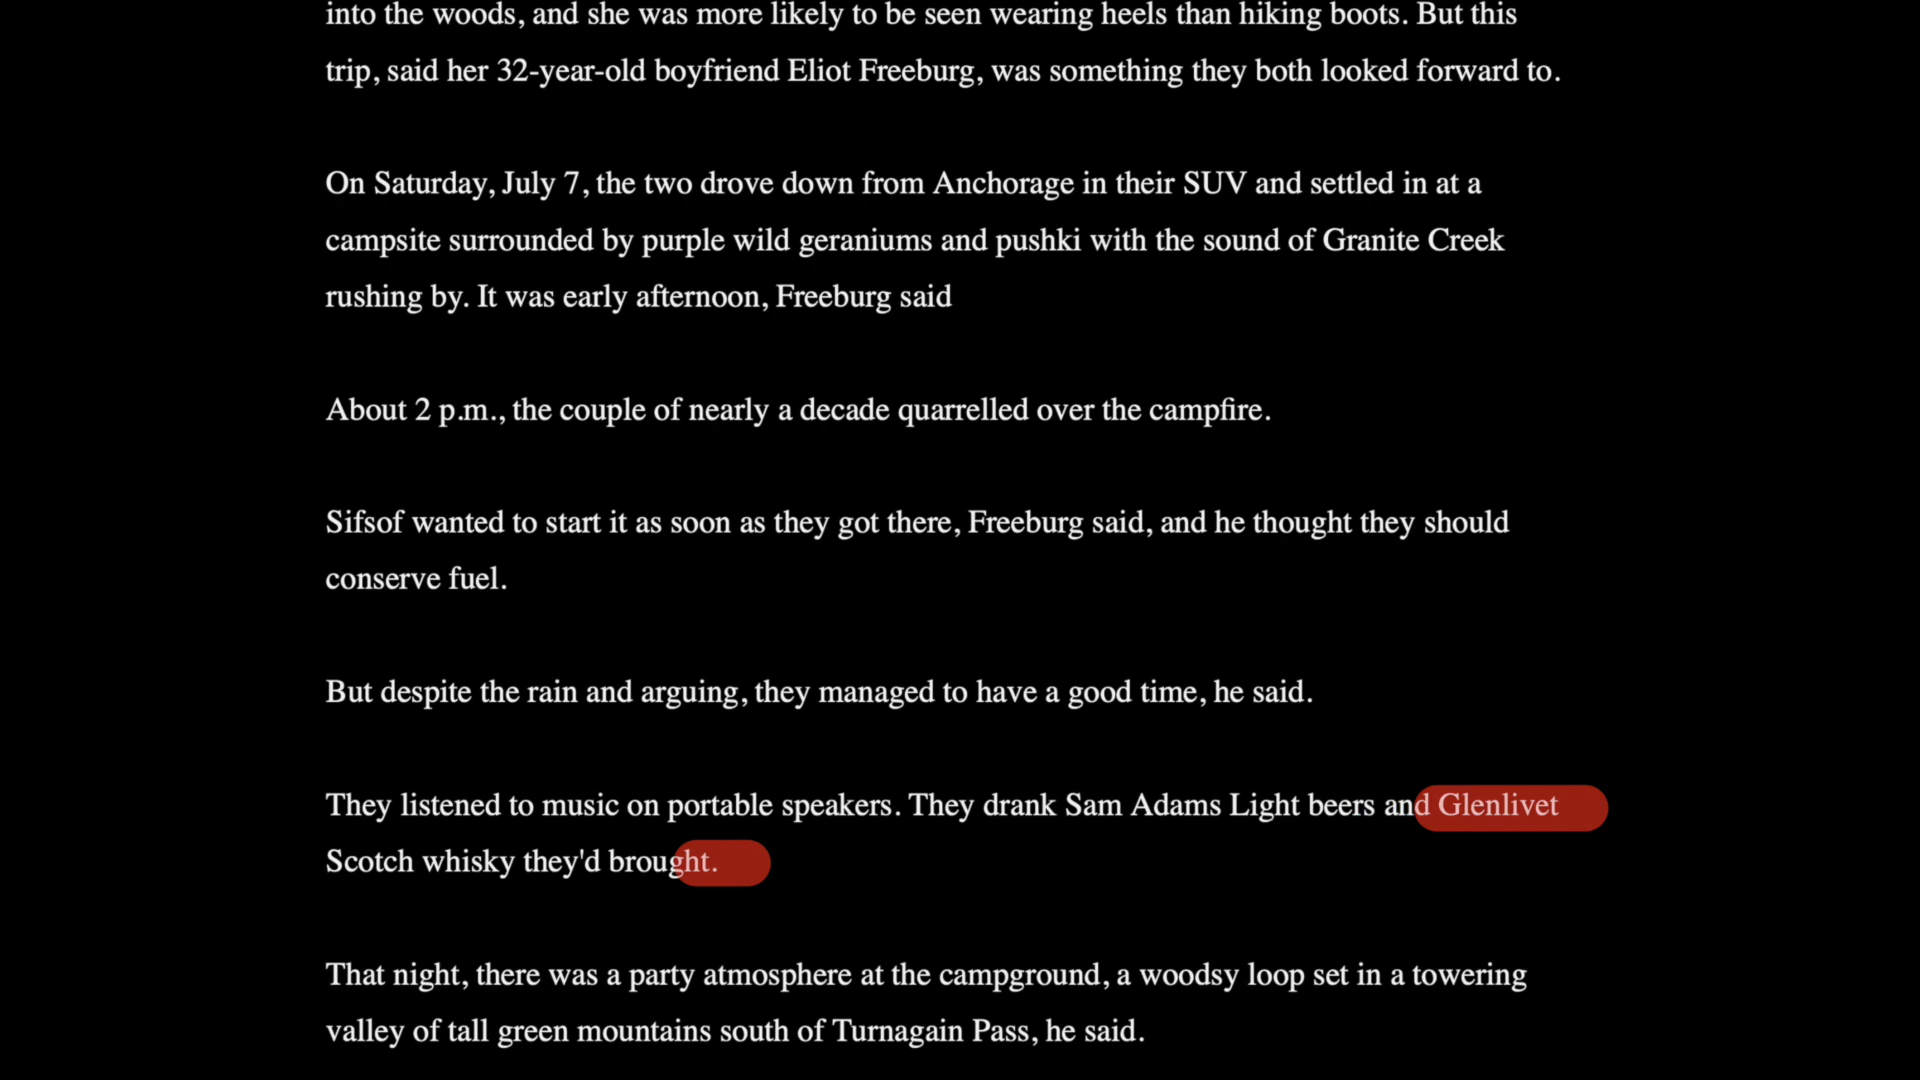 into the woods, and she was more likely to be seen wearing heels than hiking boots. But this
trip, said her 32-year-old boyfriend Eliot Freeburg, was something they both looked forward to.
On Saturday, July 7, the two drove down from Anchorage in their SUV and settled in at a
campsite surrounded by purple wild geraniums and pushki with the sound of Granite Creek
rushing by. It was early afternoon, Freeburg said
About 2 p.m., the couple of nearly a decade quarrelled over the campfire.
Sifsof wanted to start it as soon as they got there, Freeburg said, and he thought they should
conserve fuel.
But despite the rain and arguing, they managed to have a good time, he said.
They listened to music on portable speakers. They drank Sam Adams Light beers and Glenlivet
Scotch whisky they'd brought.
That night, there was a party atmosphere at the campground, a woodsy loop set in a towering
valley of tall green mountains south of Turnagain Pass, he said.